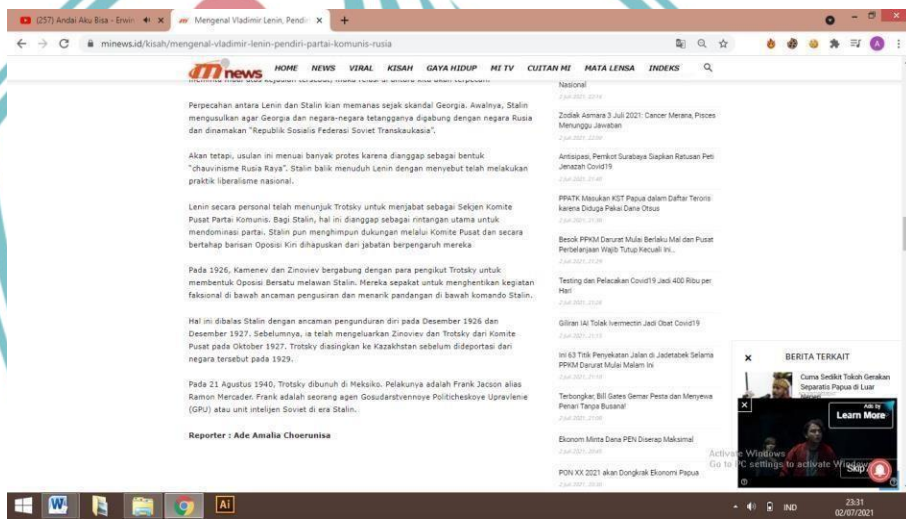 (257) Andai Aku Bisa - Erwin
Mengenal Vladimir Lenin, Pendir
minews.id/kisah/mengenal-vladimir-lenin-pendiri-partai-komunis-rusia
A
news
HOME NEWS VIRAL KISAH GAYA HIDUP MI TV CUITAN MI MATA LENSA INDEKS
Perpecahan antara Lenin dan Stalin kian memanas sejak skandal Georgia. Awalnya, Stalin
mengusulkan agar Georgia dan negara-negara tetangganya digabung dengan negara Rusia
dan dinamakan "Republik Sosialis Federasi Soviet Transkaukasia".
Akan tetapi, usulan ini menuai banyak protes karena dianggap sebagai bentuk
"chauvinisme Rusia Raya". Stalin balik menuduh Lenin dengan menyebut telah melakukan
praktik liberalisme nasional.
Lenin secara personal telah menunjuk Trotsky untuk menjabat sebagai Sekjen Komite
Pusat Partai Komunis. Bagi Stalin, hal ini dianggap sebagai rintangan utama untuk
mendominasi partai. Stalin pun menghimpun dukungan melalui Komite Pusat dan secara
bertahap barisan Oposisi Kiri dihapuskan dari jabatan berpengaruh mereka
Pada 1926, Kamenev dan Zinoviev bergabung dengan para pengikut Trotsky untuk
membentuk Oposisi Bersatu melawan Stalin. Mereka sepakat untuk menghentikan kegiatan
faksional di bawah ancaman pengusiran dan menarik pandangan di bawah komando Stalin.
Hal ini dibalas Stalin dengan ancaman pengunduran diri pada Desember 1926 dan
Desember 1927. Sebelumnya, ia telah mengeluarkan Zinoviev dan Trotsky dari Komite
Pusat pada Oktober 1927. Trotsky diasingkan ke Kazakhstan sebelum dideportasi dari
negara tersebut pada 1929.
Pada 21 Agustus 1940, Trotsky dibunuh di Meksiko. Pelakunya adalah Frank Jacson alias
Ramon Mercader. Frank adalah seorang agen Gosudarstvennoye Politicheskoye Upravlenie
(GPU) atau unit intelijen Soviet di era Stalin.
Reporter : Ade Amalia Choerunisa
Nasional
Zodiak Asmara 3 Juli 2021: Cancer Merana, Pisces
Menunggu Jawaban
Antisipasi, Pemkot Surabaya Siapkan Ratusan Peti
Jenazah Covid19
PPATK Masukan KST Papua dalam Daftar Teroris
karena Diduga Pakai Dana Otsus
Besok PPKM Darurat Mulai Berlaku Mal dan Pusat
Perbelanjaan Wajib Tutup Kecuali Ini...
Testing dan Pelacakan Covid19 Jadi 400 Ribu per
Hari
Giliran IAI Tolak Ivermectin Jadi Obat Covid19
Ini 63 Titik Penyekatan Jalan di Jadetabek Selama
PPKM Darurat Mulai Malam Ini
Terbongkar, Bill Gates Gemar Pesta dan Menyewa
Penari Tanpa Busana!
Ekonom Minta Dana PEN Diserap Maksimal
PON XX 2021 akan Dongkrak Ekonomi Papua
BERITA TERKAIT
Cuma Sedikit Tokoh Gerakan
Separatis Papua di Luar
Ads by
Learn More
Activate Windows
Go to PC settings to activate Windows.
Skip
W
Ai
IND
23:31
02/07/2021